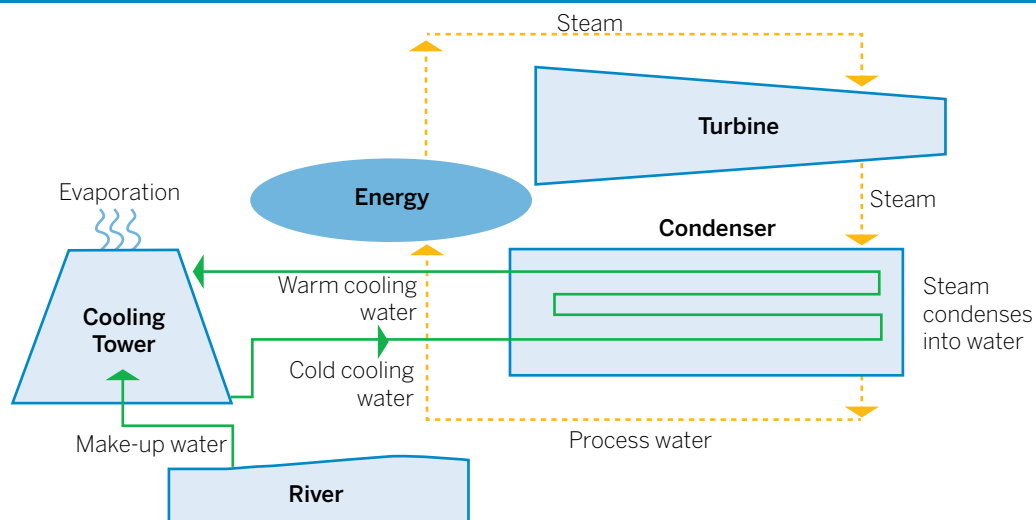 Steam
Turbine
Energy
Evaporation
Steam
Condenser
Warm cooling
water
Steam
condenses
into water
Cooling
Tower
Cold cooling
water
Process water
Make-up water
River